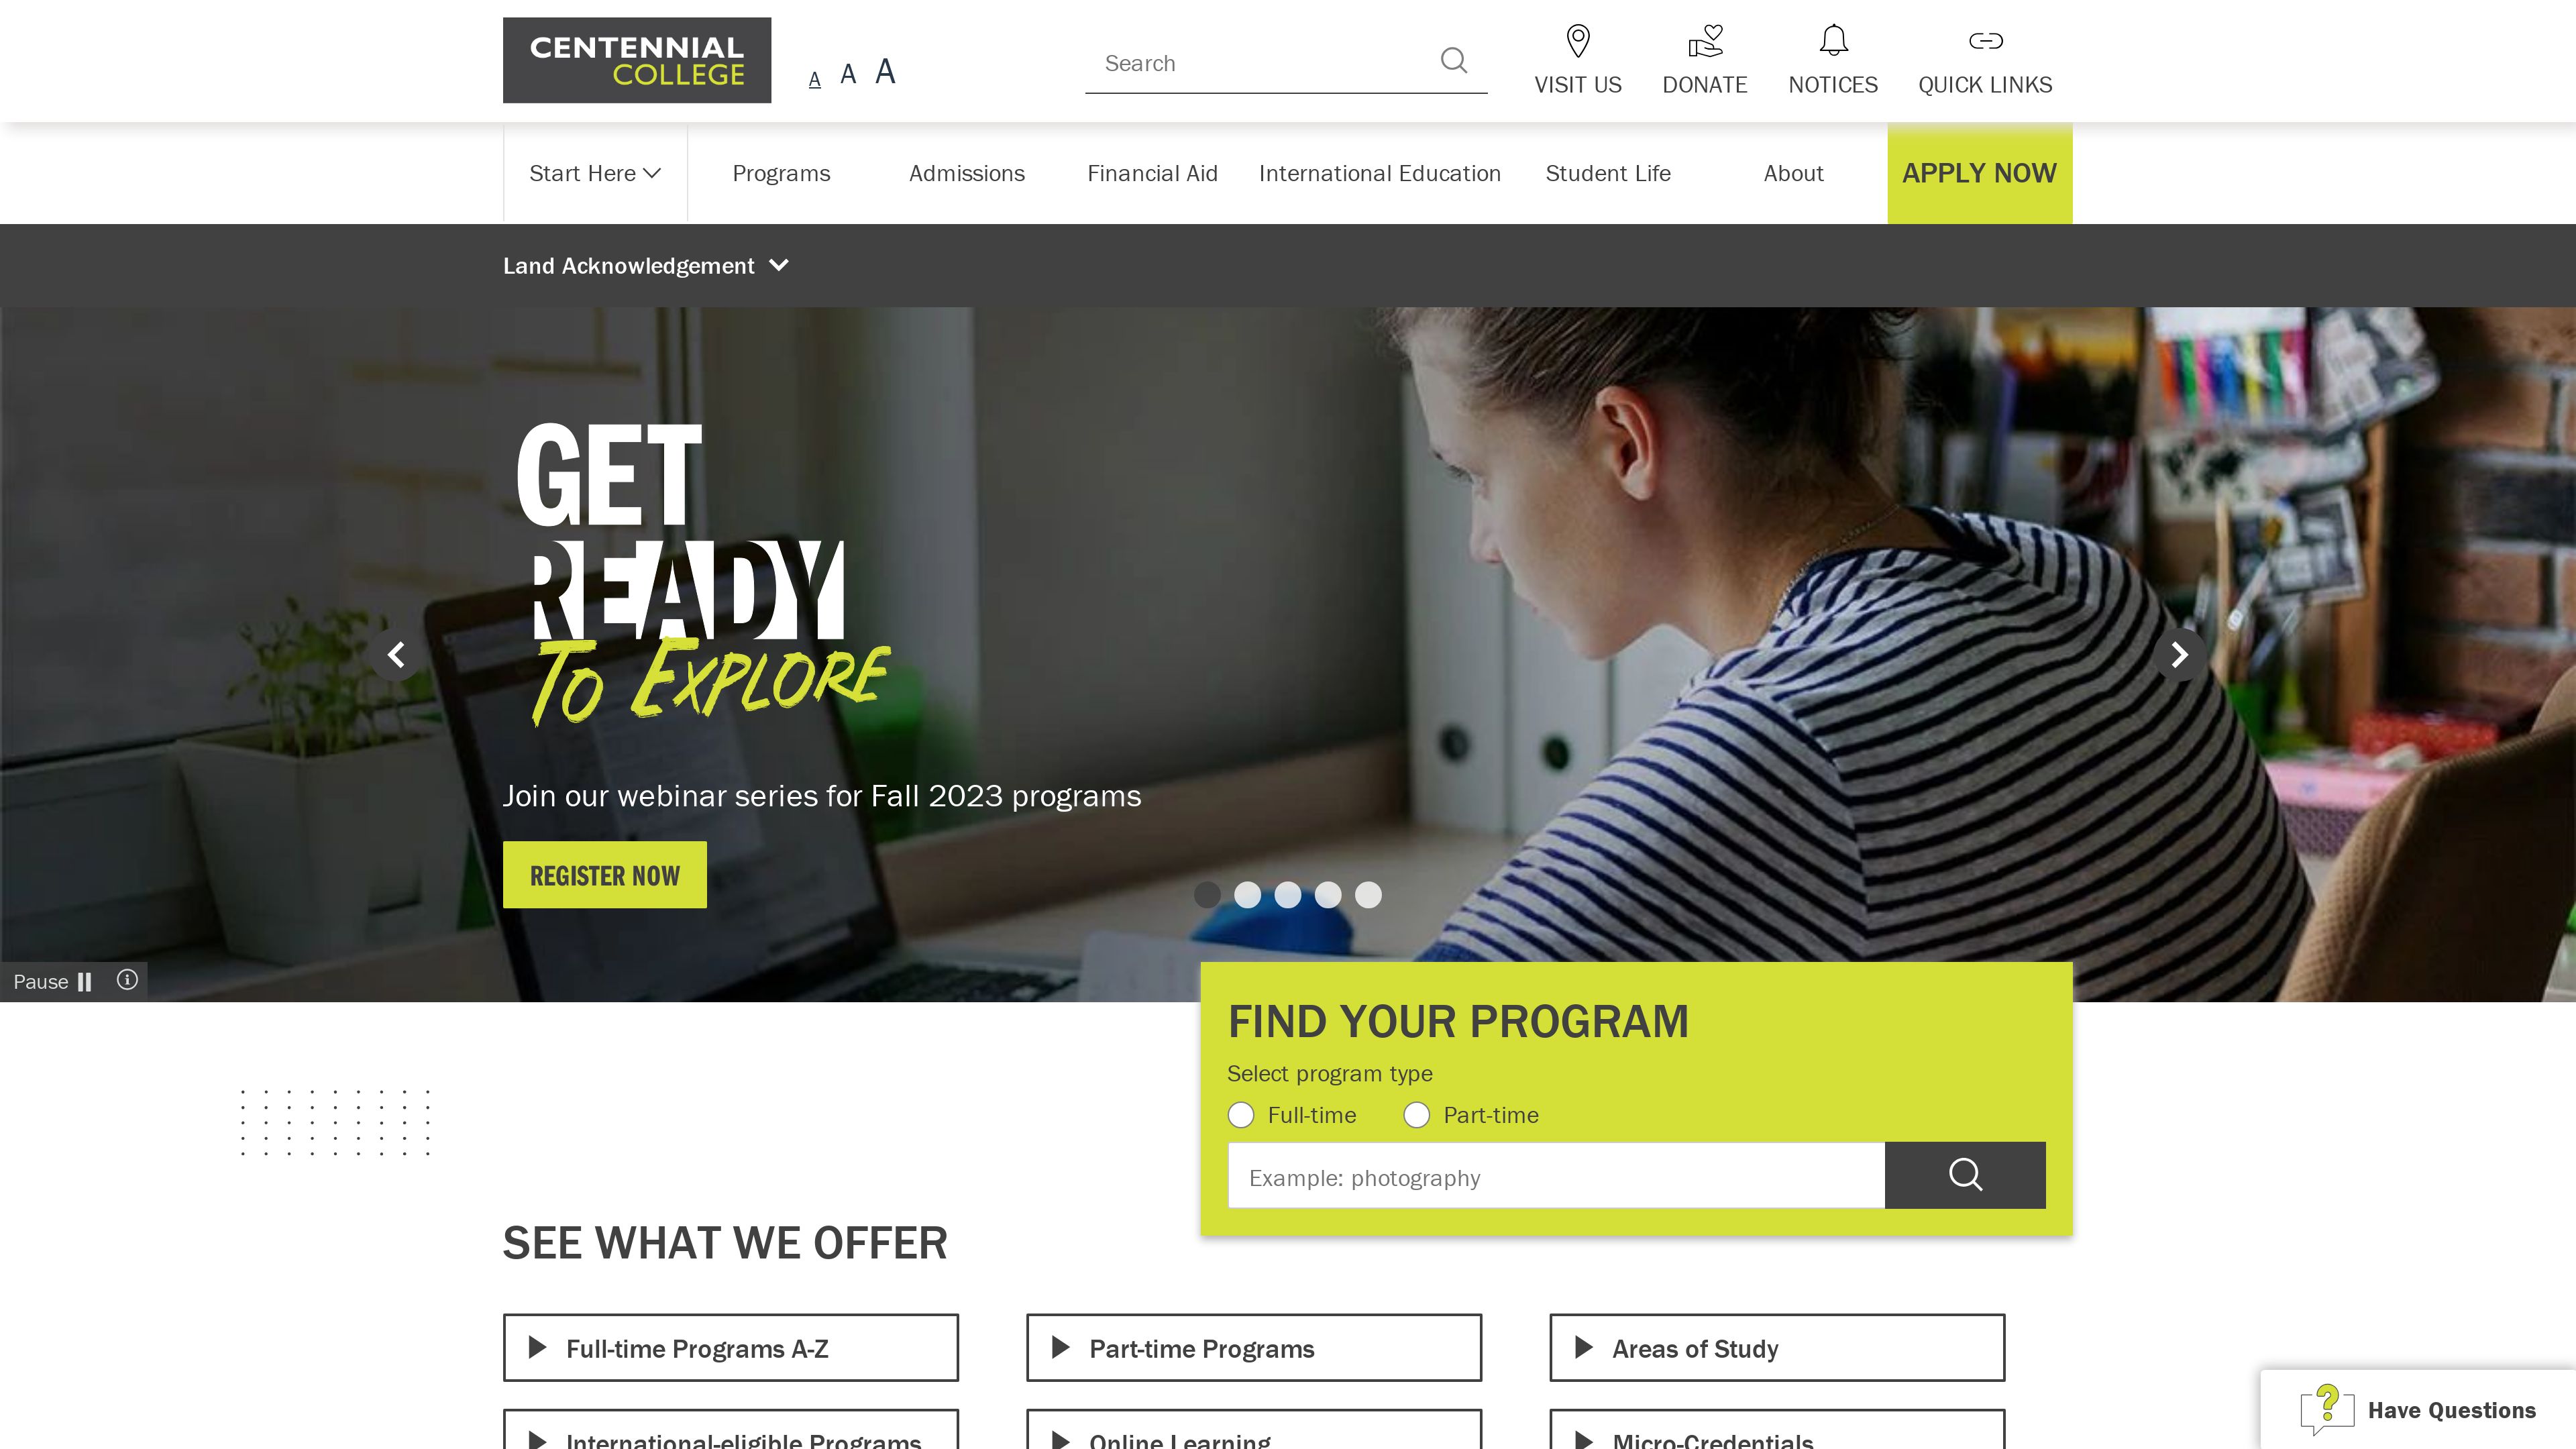 CENTENNIAL
COLLEGE
A A A
Search
VISIT US
DONATE
NOTICES
QUICK LINKS
Start Here
Programs
Admissions
Financial Aid
International Education
Student Life
About
APPLY NOW
Land Acknowledgement
GET
READY
To Explore
Join our webinar series for Fall 2023 programs
REGISTER NOW
Pause
FIND YOUR PROGRAM
Select program type
Full-time
Part-time
Example: photography
SEE WHAT WE OFFER
Full-time Programs A-Z
Part-time Programs
Areas of Study
International-eligible Programs
Online Learning
Micro-Credentials
Have Questions